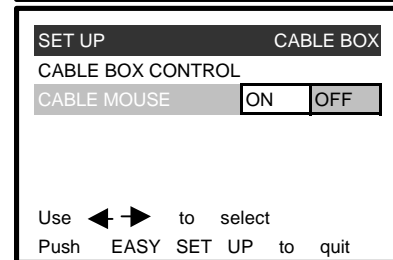 SET UP CABLE BOX
CABLE BOX CONTROL
CABLE MOUSE ON OFF
Use to select
Push EASY SET UP to quit